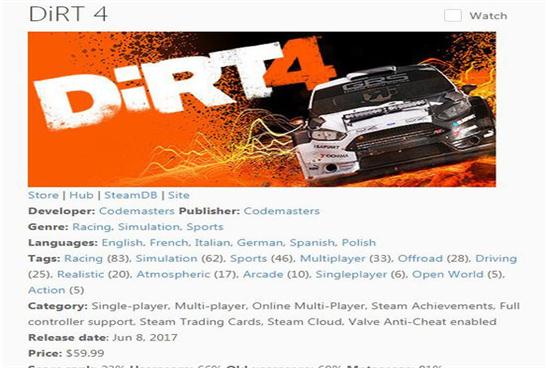 DiRT 4
Watch
DiRT4
GRS
BLAUPUNKT
YOKOHAMA
Store | Hub | SteamDB | Site
Developer: Codemasters Publisher: Codemasters
Genre: Racing, Simulation, Sports
Languages: English, French, Italian, German, Spanish, Polish
Tags: Racing (83), Simulation (62), Sports (46), Multiplayer (33), Offroad (28), Driving
(25), Realistic (20), Atmospheric (17), Arcade (10), Singleplayer (6), Open World (5),
Action (5)
Category: Single-player, Multi-player, Online Multi-Player, Steam Achievements, Full
controller support, Steam Trading Cards, Steam Cloud, Valve Anti-Cheat enabled
Release date: Jun 8, 2017
Price: $59.99